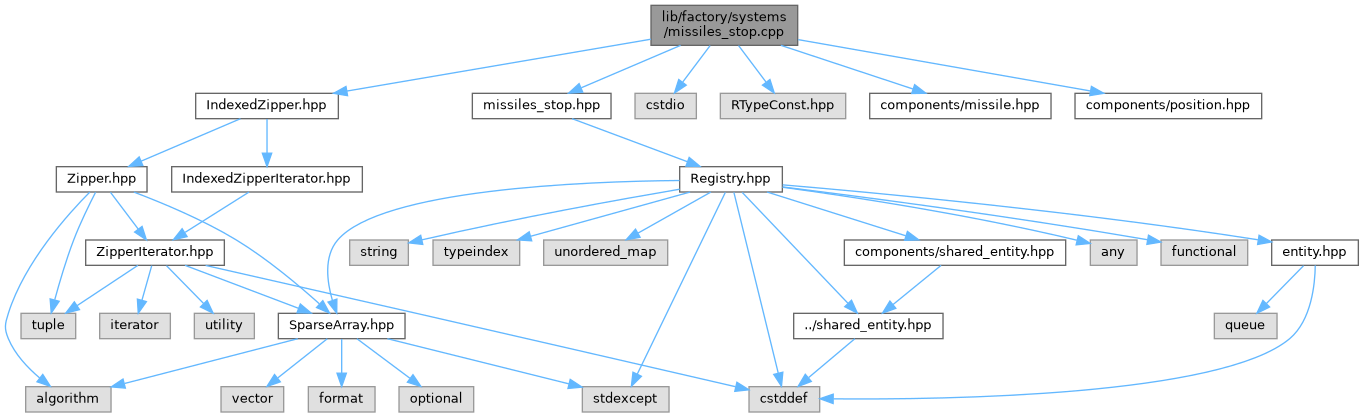 lib/factory/systems
/missiles_stop.cpp
IndexedZipper.hpp
missiles_stop.hpp
cstdio
RTypeConst.hpp
components/missile.hpp
components/position.hpp
Zipper.hpp
IndexedZipperIterator.hpp
Registry.hpp
ZipperIterator.hpp
string
typeindex
unordered_map
components/shared_entity.hpp
any
functional
entity.hpp
tuple
iterator
utility
SparseArray.hpp
../shared_entity.hpp
queue
algorithm
vector
format
optional
stdexcept
cstddef